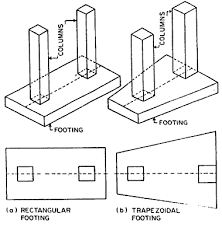 COLUMNS
COLUMNS
FOOTING
FOOTING
(a) RECTANGULAR
FOOTING
(b) TRAPEZOIDAL
FOOTING